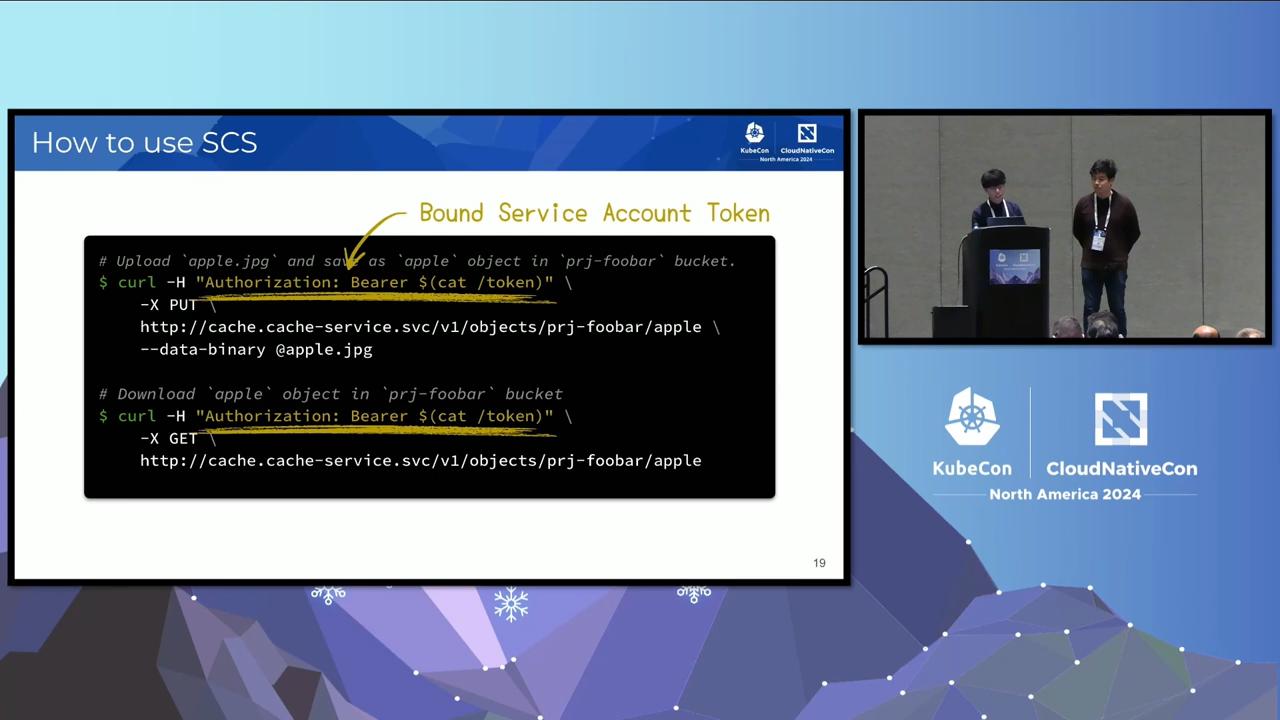 How to use SCS
KubeCon
CloudNativeCon
North America 2024
Bound Service Account Token
# Upload `apple.jpg` and save as `apple` object in `prj-foobar` bucket.
$ curl -H "Authorization: Bearer $(cat /token)" \
-X PUT \
http://cache.cache-service.svc/v1/objects/prj-foobar/apple \
--data-binary @apple.jpg
# Download `apple` object in `prj-foobar` bucket
$ curl -H "Authorization: Bearer $(cat /token)" \
-X GET \
http://cache.cache-service.svc/v1/objects/prj-foobar/apple
19
KubeCon
CloudNativeCon
North America 2024